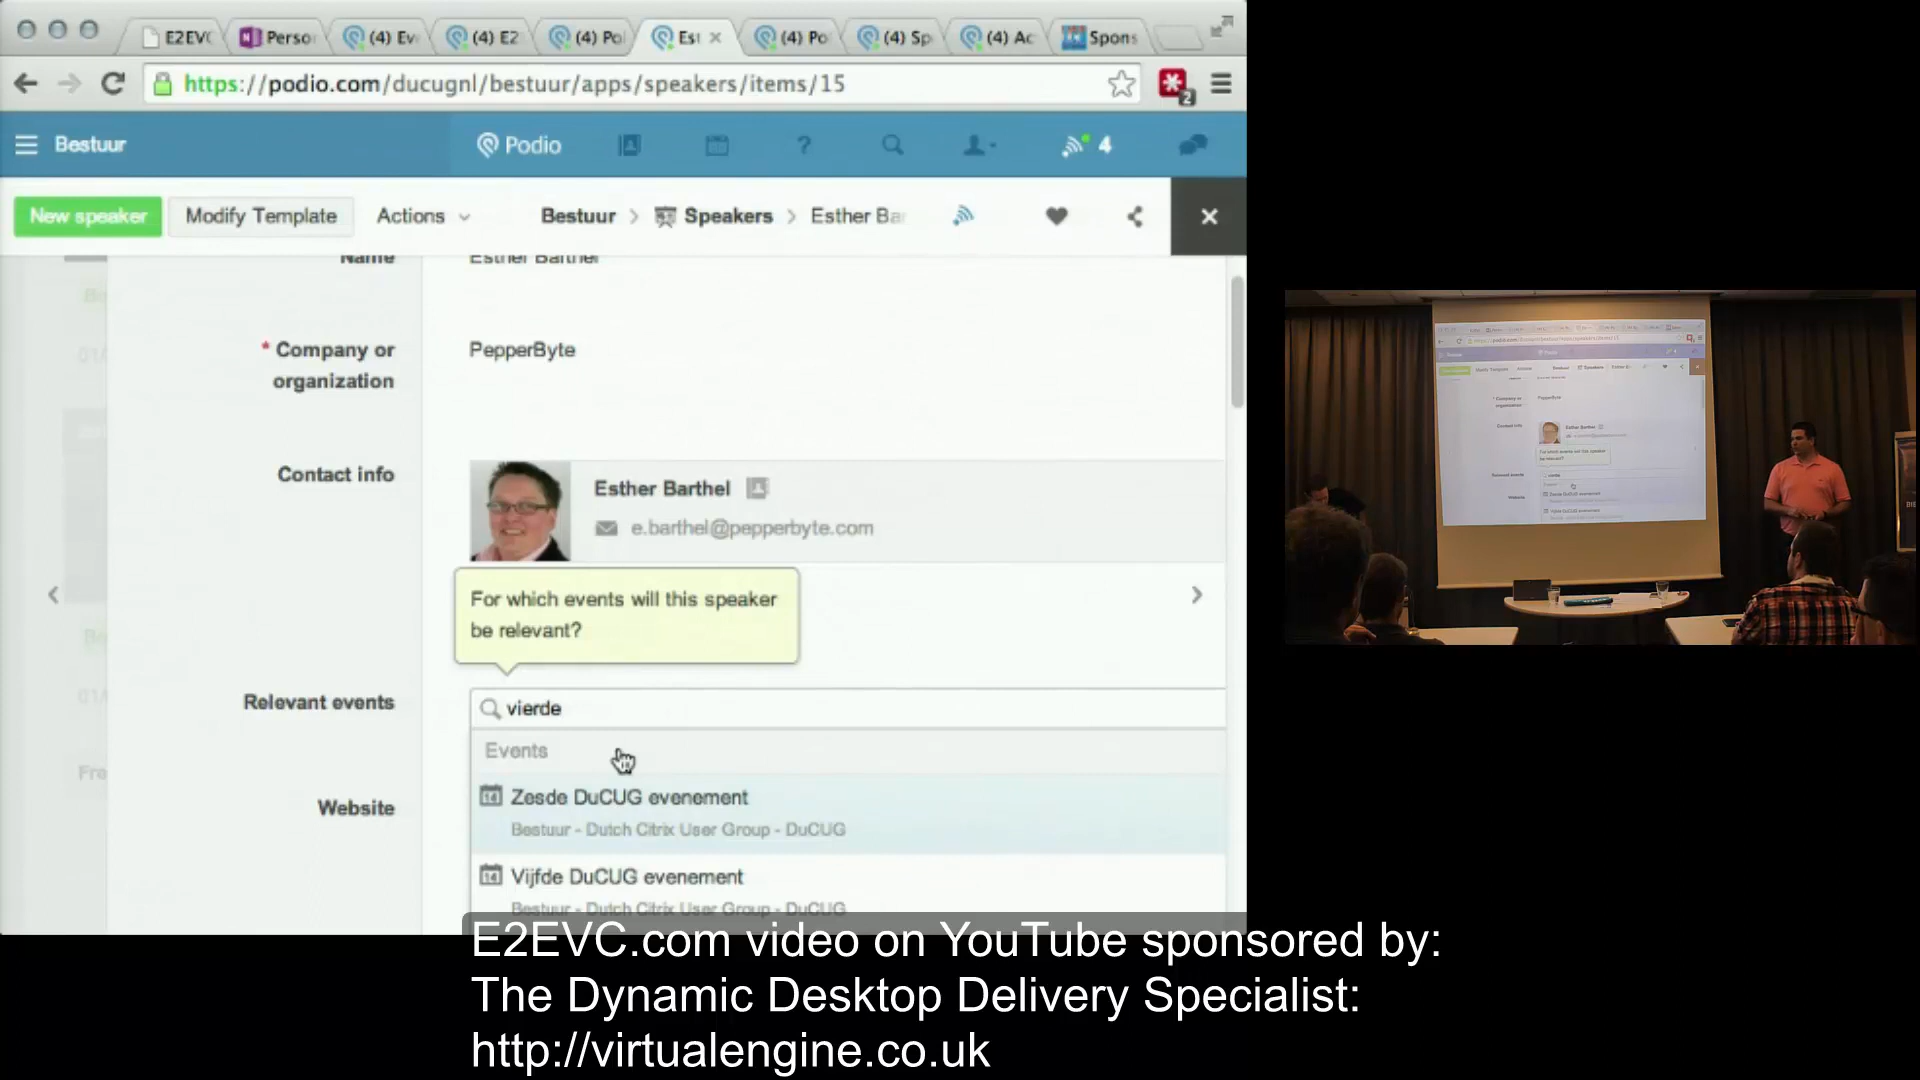 E2EVC
Perso
(4) Ev
(4) E2
(4) Po
Est
(4) Po
(4) Sp
(4) Ac
Spons
https://podio.com/ducugnl/bestuur/apps/speakers/items/15
2
Bestuur
Podio
?
4
New speaker
Modify Template
Actions
Bestuur > Speakers > Esther Bar
Name
Esther Barthel
* Company or
organization
PepperByte
Contact info
Esther Barthel
e.barthel@pepperbyte.com
For which events will this speaker
be relevant?
Relevant events
vierde
Events
Zesde DuCUG evenement
Bestuur - Dutch Citrix User Group - DuCUG
Website
Vijfde DuCUG evenement
Bestuur - Dutch Citrix User Group - DuCUG
E2EVC.com video on YouTube sponsored by:
The Dynamic Desktop Delivery Specialist:
http://virtualengine.co.uk